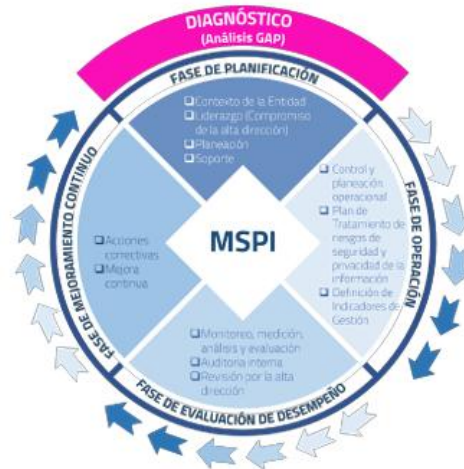 DIAGNÓSTICO
(Análisis GAP)
FASE DE PLANIFICACIÓN
Contexto de la Entidad
Liderazgo (Compromiso
de la alta dirección)
Planeación
Soporte
FASE DE OPERACIÓN
Control y
planeación
operacional
Plan de
Tratamiento de
riesgos de
seguridad y
privacidad de la
información
Definición de
Indicadores de
Gestión
MSPI
FASE DE EVALUACIÓN DE DESEMPEÑO
Monitoreo, medición,
análisis y evaluación
Auditoria interna
Revisión por la alta
dirección
FASE DE MEJORAMIENTO CONTINUO
Acciones
correctivas
Mejora
continua